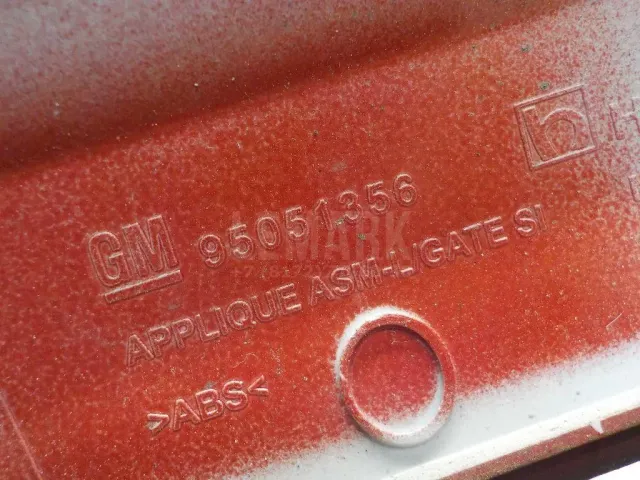 GM 95051356
APPLIQUE ASM-L/GATE SI
>ABS<